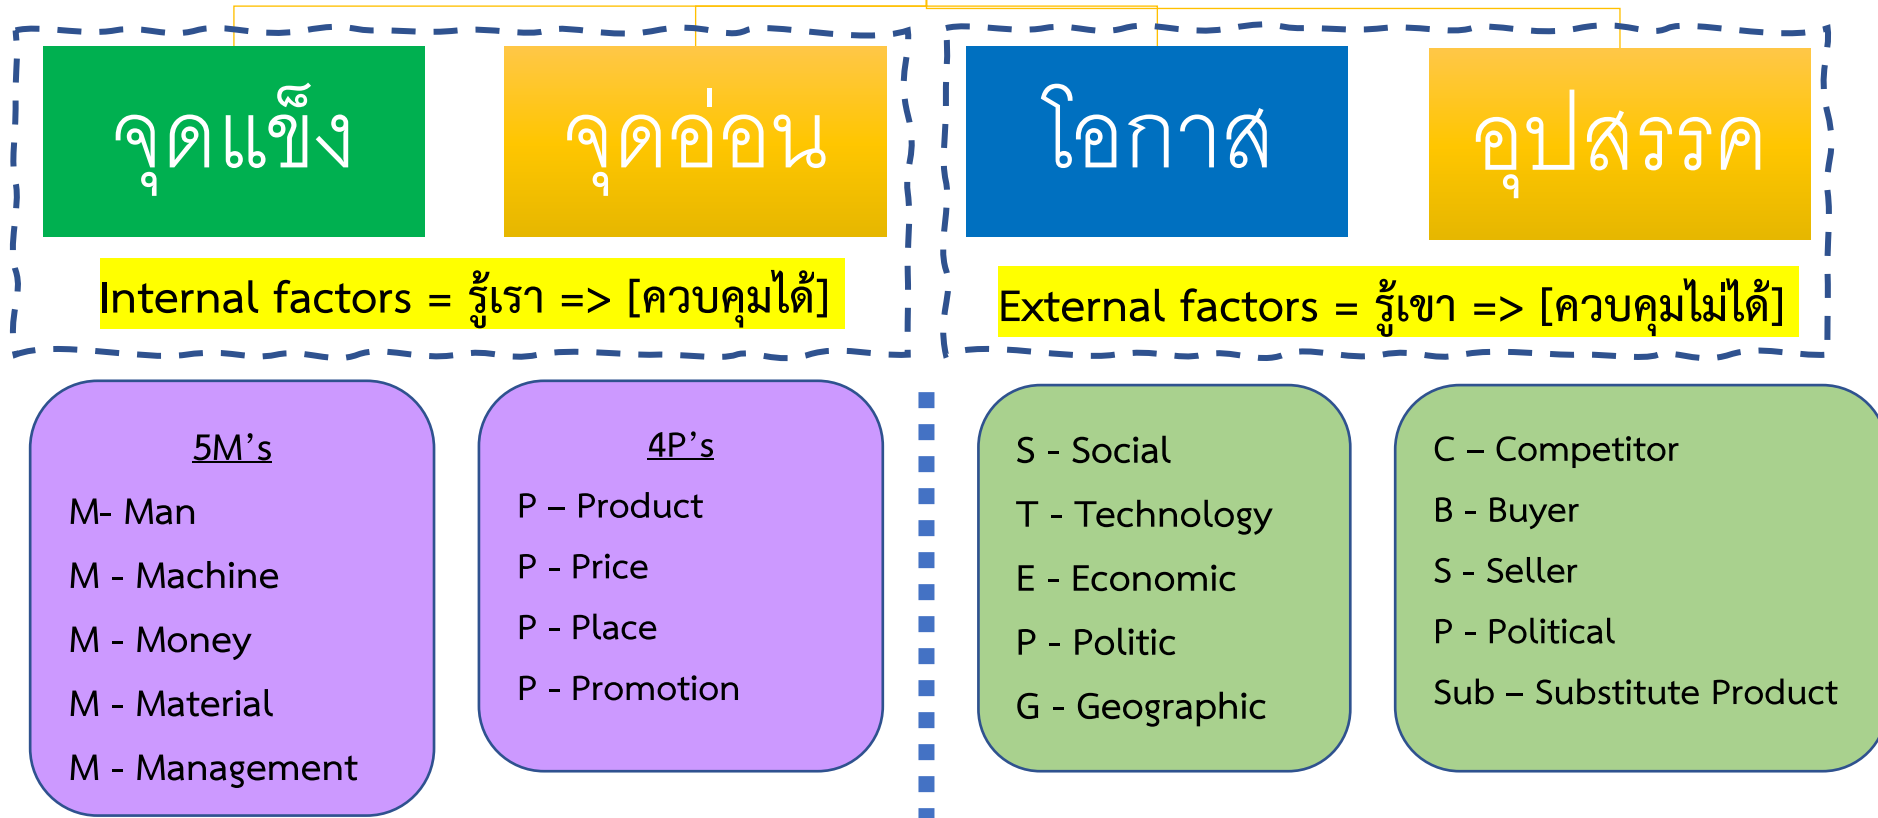 จุดแข็ง
จุดอ่อน
โอกาส
อุปสรรค
Internal factors = รู้เรา => [ควบคุมได้]
External factors = รู้เขา => [ควบคุมไม่ได้]
5M’s
M- Man
M - Machine
M - Money
M - Material
M - Management
4P’s
P – Product
P - Price
P - Place
P - Promotion
S - Social
T - Technology
E - Economic
P - Politic
G - Geographic
C – Competitor
B - Buyer
S - Seller
P - Political
Sub – Substitute Product